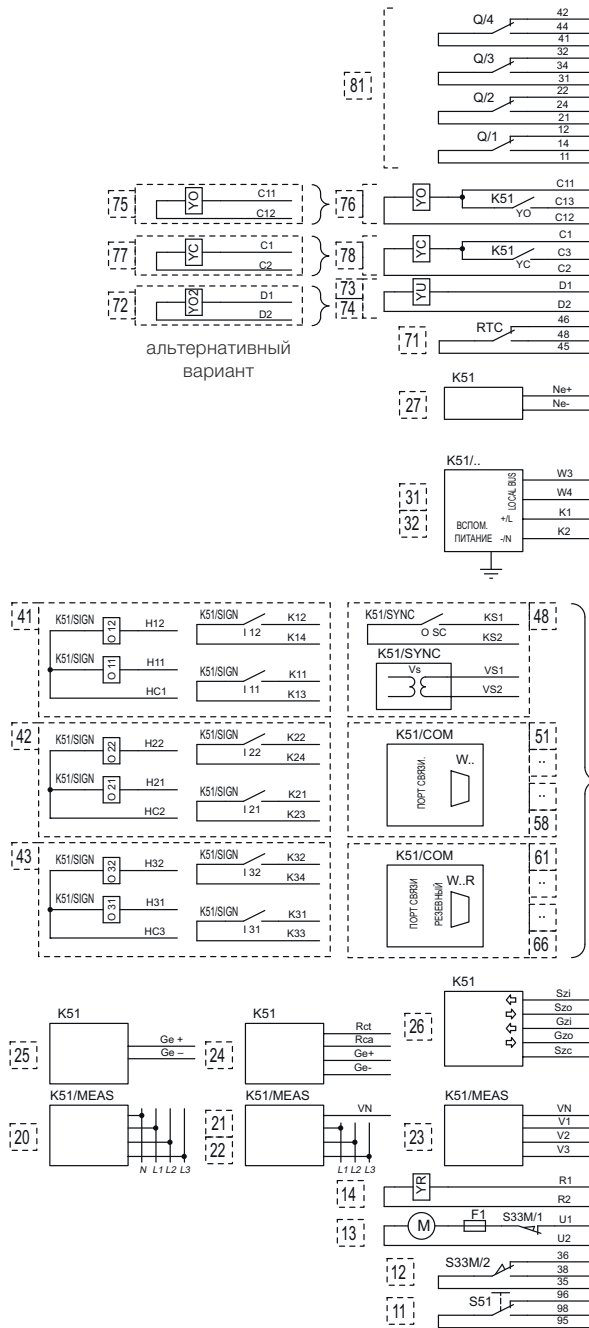 42
Q/4 44
41
32
Q/3 34
31
81
22
Q/2 24
21
12
Q/1 14
11
75 YO C11 C12
76 YO C11
K51 C13
YO C12
77 YC C1 C2
78 YC C1
K51 C3
YC C2
72 YO2 D1 D2
73 74 YU D1
D2
альтернативный
вариант
71 RTC 46
48
45
27 K51 Ne+
Ne-
K51/..
31 32
LOCAL BUS
W3
W4
+/L K1
ВСПОМ.
ПИТАНИЕ -/N K2
41 K51/SIGN O 12 H12
K51/SIGN I 12 K12
K14
K51/SIGN O 11 H11
K51/SIGN I 11 K11
K13
HC1
48 K51/SYNC O SC KS1
KS2
K51/SYNC
Vs VS1
VS2
42 K51/SIGN O 22 H22
K51/SIGN I 22 K22
K24
K51/SIGN O 21 H21
K51/SIGN I 21 K21
K23
HC2
K51/COM 51
ПОРТ СВЯЗИ. W.. ..
..
58
43 K51/SIGN O 32 H32
K51/SIGN I 32 K32
K34
K51/SIGN O 31 H31
K51/SIGN I 31 K31
K33
HC3
K51/COM 61
ПОРТ СВЯЗИ
РЕЗЕВНЫЙ W..R ..
..
66
25 K51 Ge +
Ge –
24 K51 Rct
Rca
Ge+
Ge-
26 K51 Szi
Szo
Gzi
Gzo
Szc
20 K51/MEAS
N L1 L2 L3
21 22 K51/MEAS VN
L1 L2 L3
23 K51/MEAS VN
V1
V2
V3
14 YR R1
R2
13 M F1 S33M/1 U1
U2
12 S33M/2 36
38
35
11 S51 96
98
95